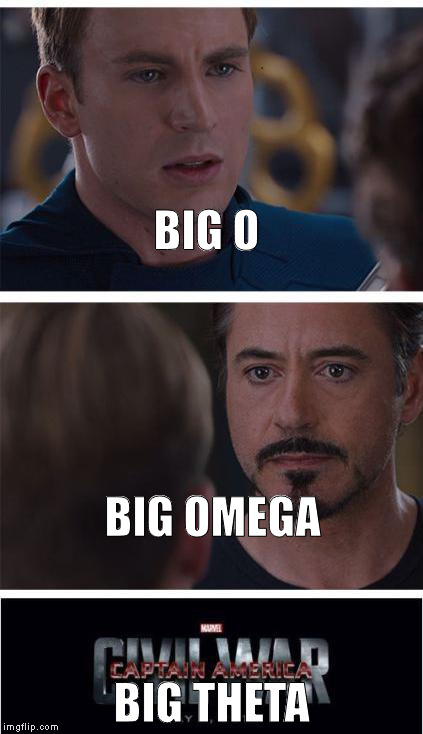 BIG O
BIG OMEGA
MARVEL
CIVIL WAR
CAPTAIN AMERICA
BIG THETA
imgflip.com